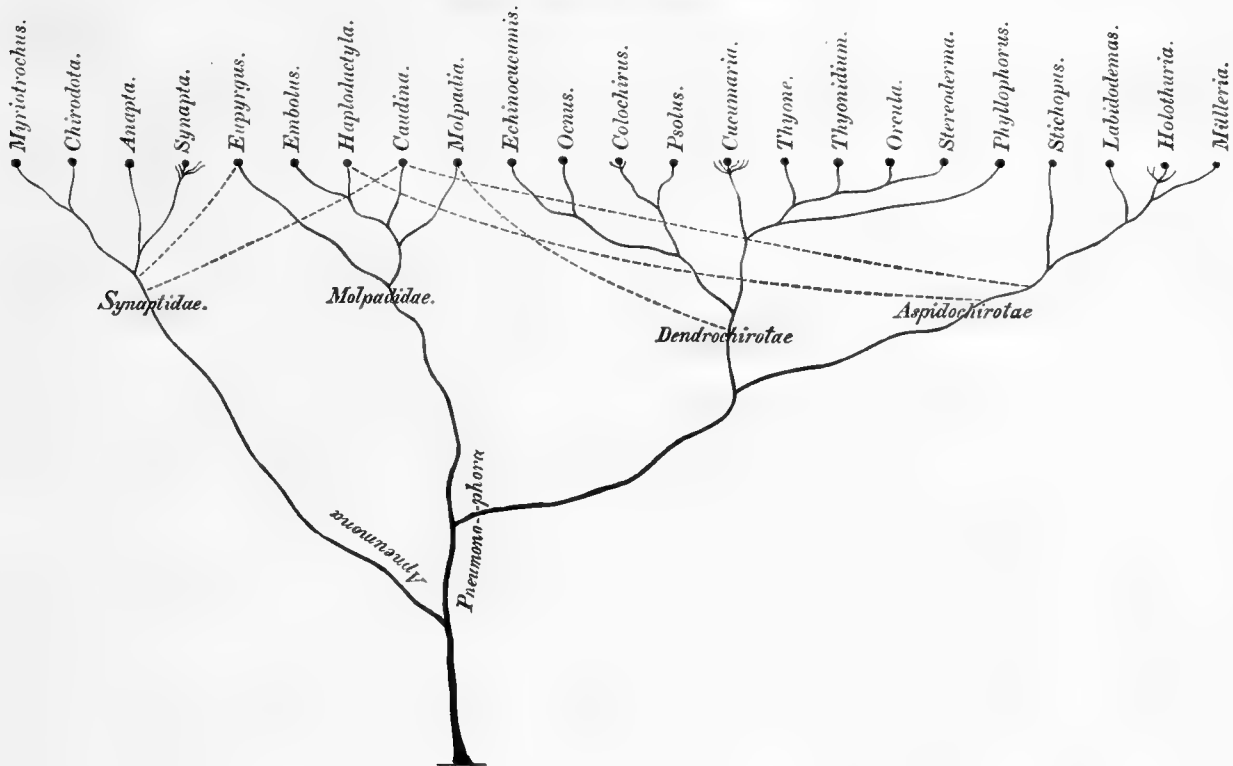 Myriotrochus.
Chirodota.
Anapta.
Synapta.
Eupyrgus.
Embolus.
Haplodactyla.
Caudina.
Molpadia.
Echinocucumis.
Ocnus.
Colochirus.
Psolus.
Cucumaria.
Thyone.
Thyonidium.
Orcula.
Stereoderma.
Phyllophorus.
Stichopus.
Labidodemas.
Holothuria.
Mülleria.
Synaptidae.
Molpadidae.
Dendrochirotae
Aspidochirotae
Apneumona
Pneumono--phora